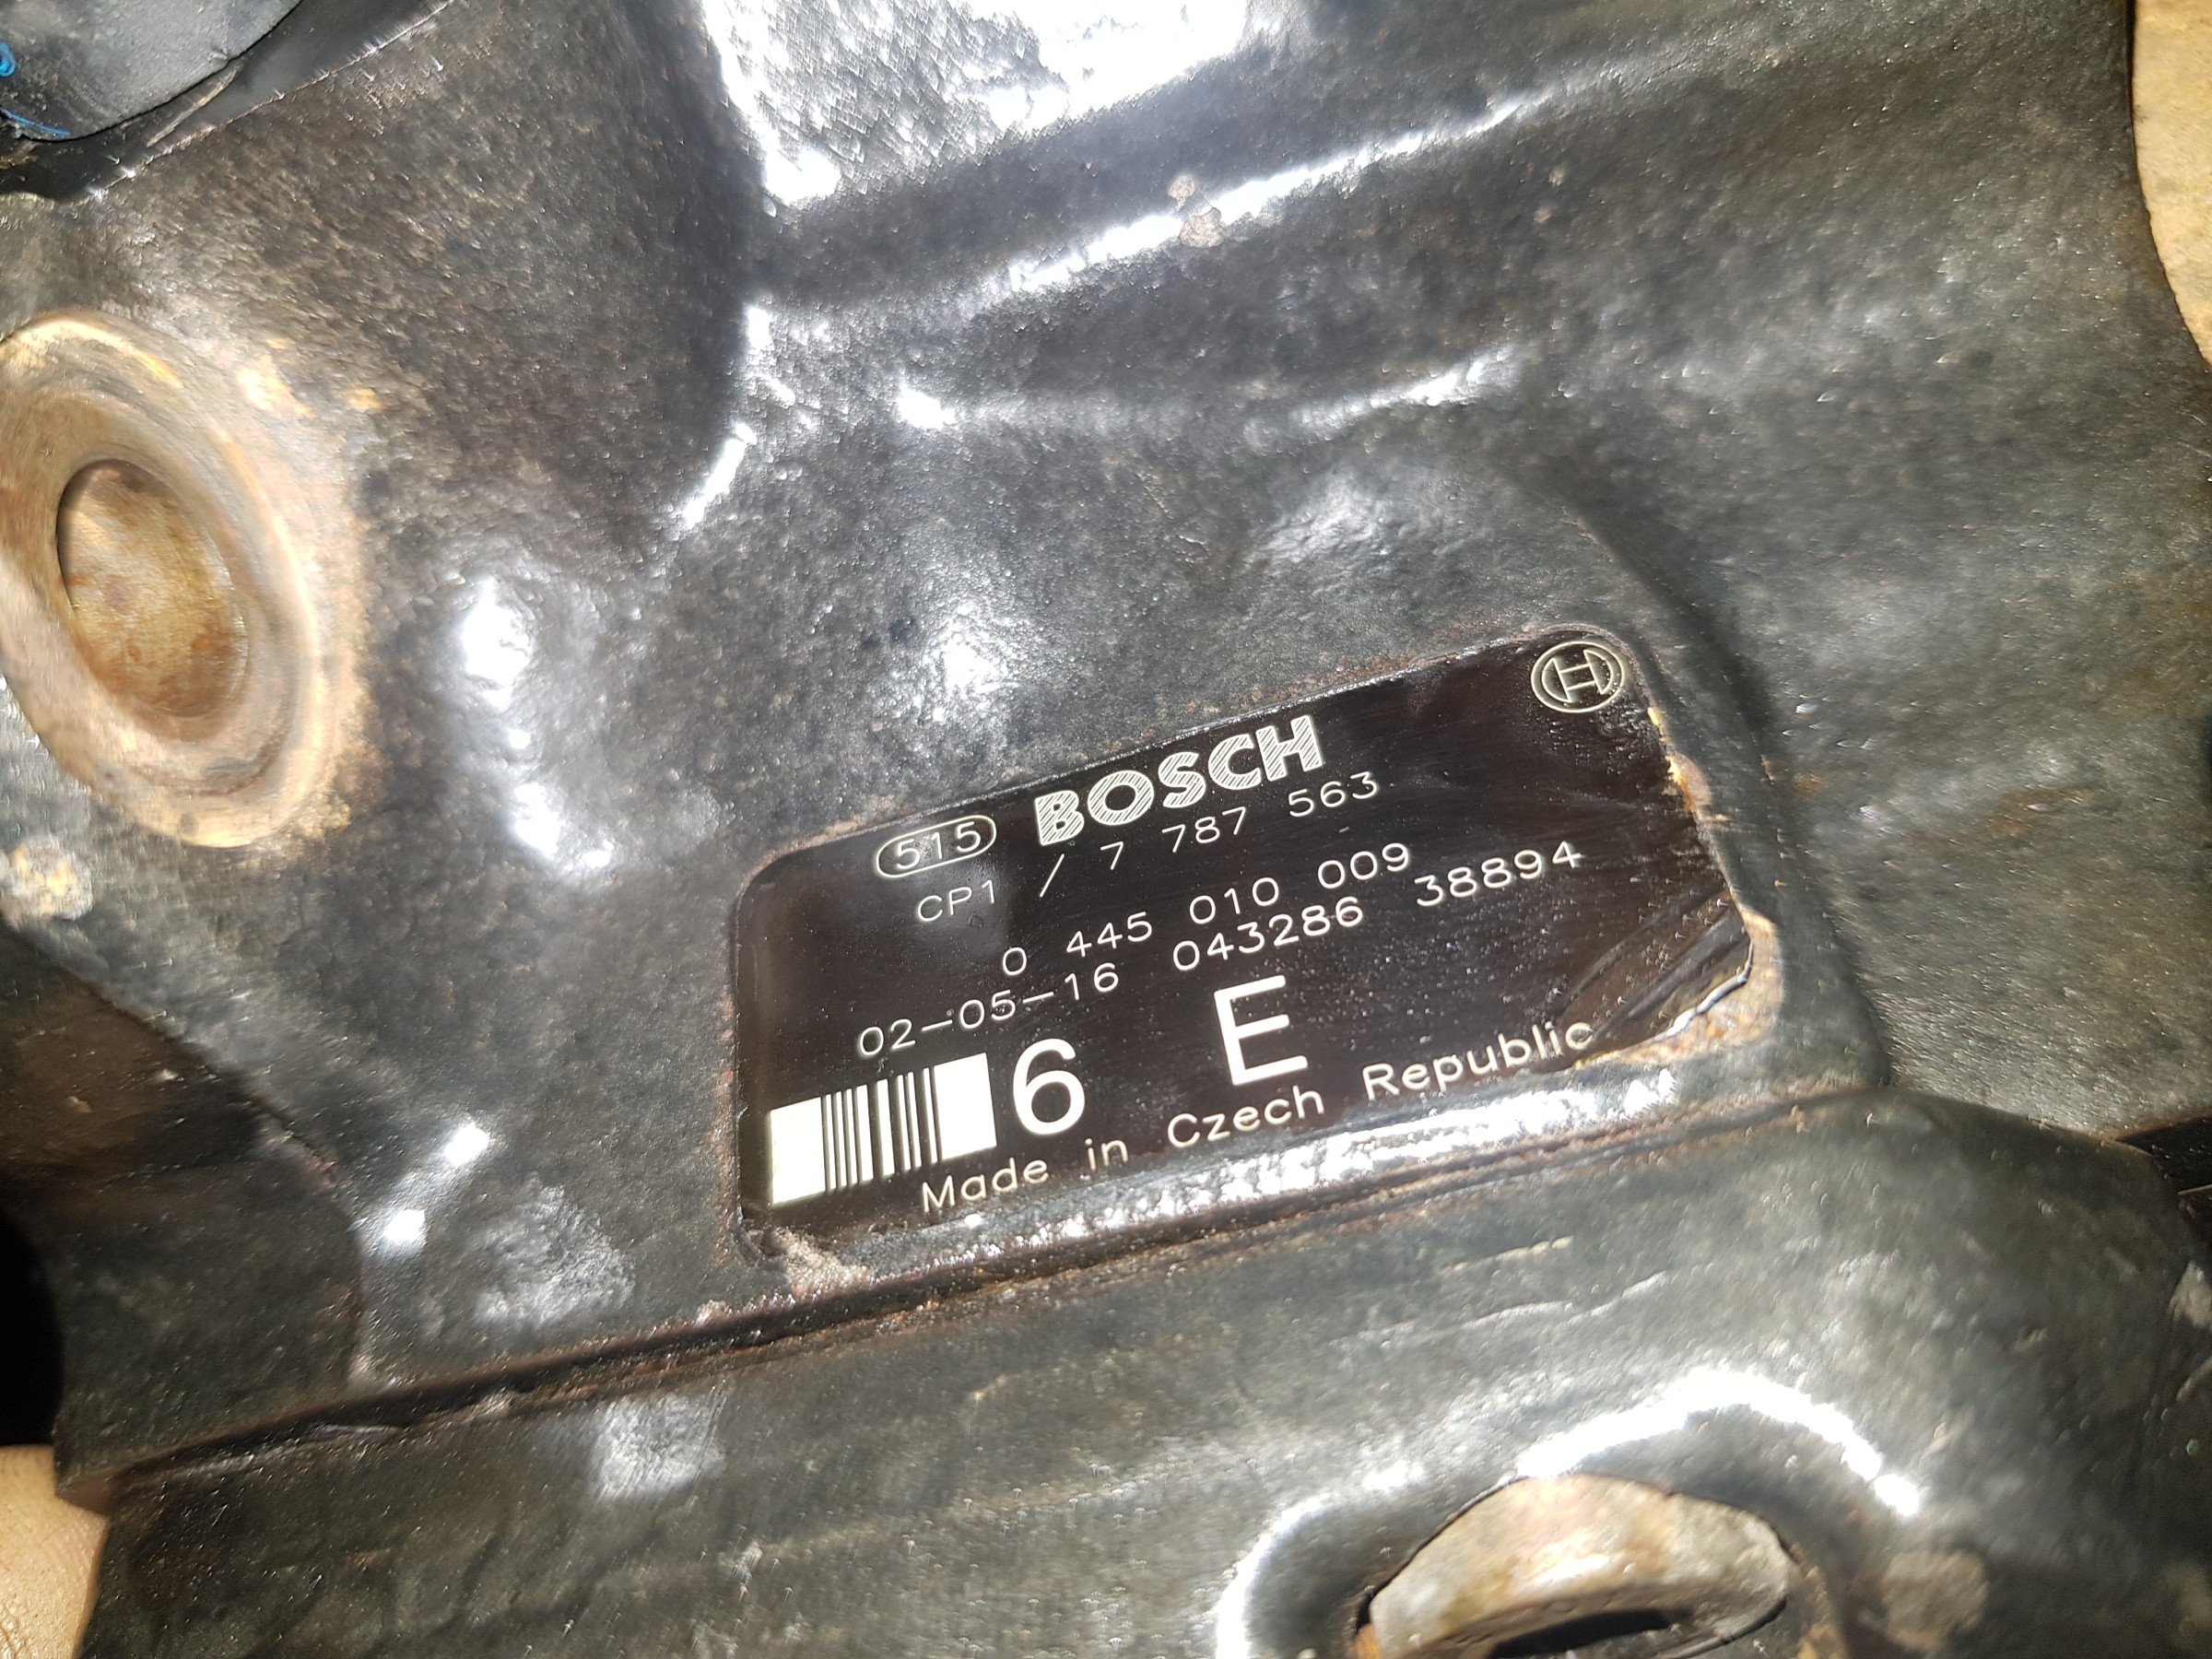 515 BOSCH
CP1 / 7 787 563
0 445 010 009
02-05-16 043286 38894
6 E
Made in Czech Republic